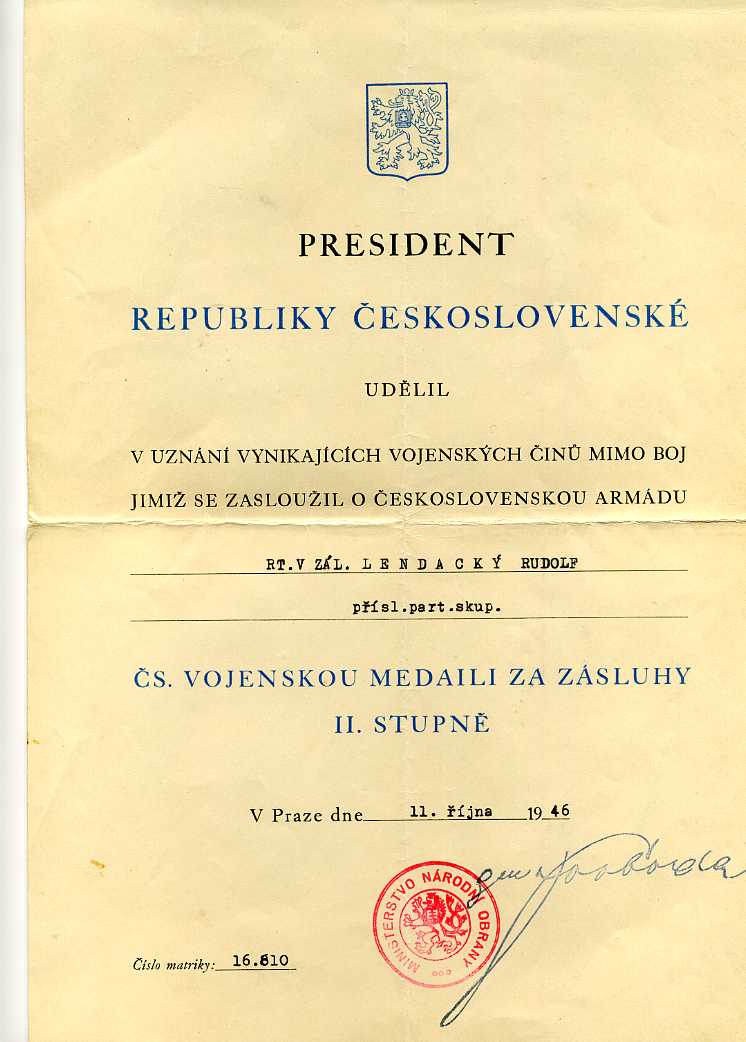 PRESIDENT
REPUBLIKY ČESKOSLOVENSKÉ
UDĚLIL
V UZNÁNÍ VYNIKAJÍCÍCH VOJENSKÝCH ČINŮ MIMO BOJ
JIMIŽ SE ZASLOUŽIL O ČESKOSLOVENSKOU ARMÁDU
RT.V ZÁL. LENDACKÝ RUDOLF
přísl.part.skup.
ČS. VOJENSKOU MEDAILI ZA ZÁSLUHY
II. STUPNĚ
V Praze dne 11. října 1946
MINISTERSTVO NÁRODNÍ OBRANY
Svoboda
Číslo matriky: 16.810